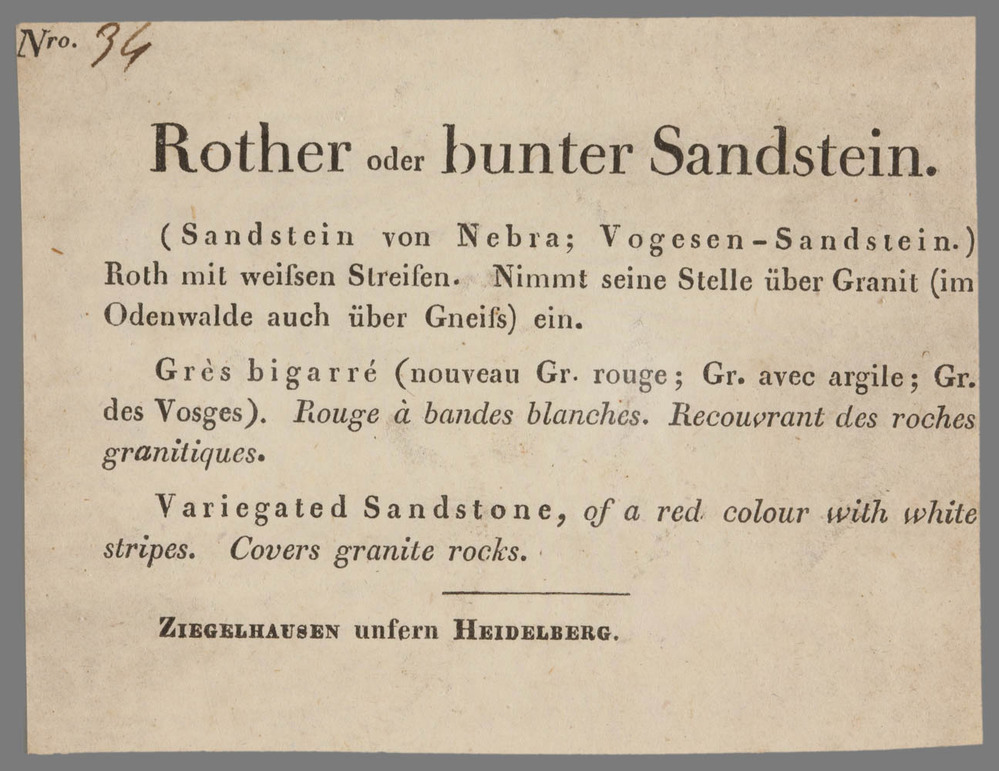 Nro. 34
Rother oder bunter Sandstein.
(Sandstein von Nebra; Vogesen-Sandstein.)
Roth mit weiſsen Streifen. Nimmt seine Stelle über Granit (im
Odenwalde auch über Gneiſs) ein.
Grès bigarré (nouveau Gr. rouge; Gr. avec argile; Gr.
des Vosges). Rouge à bandes blanches. Recouvrant des roches
granitiques.
Variegated Sandstone, of a red colour with white
stripes. Covers granite rocks.
ZIEGELHAUSEN unfern HEIDELBERG.